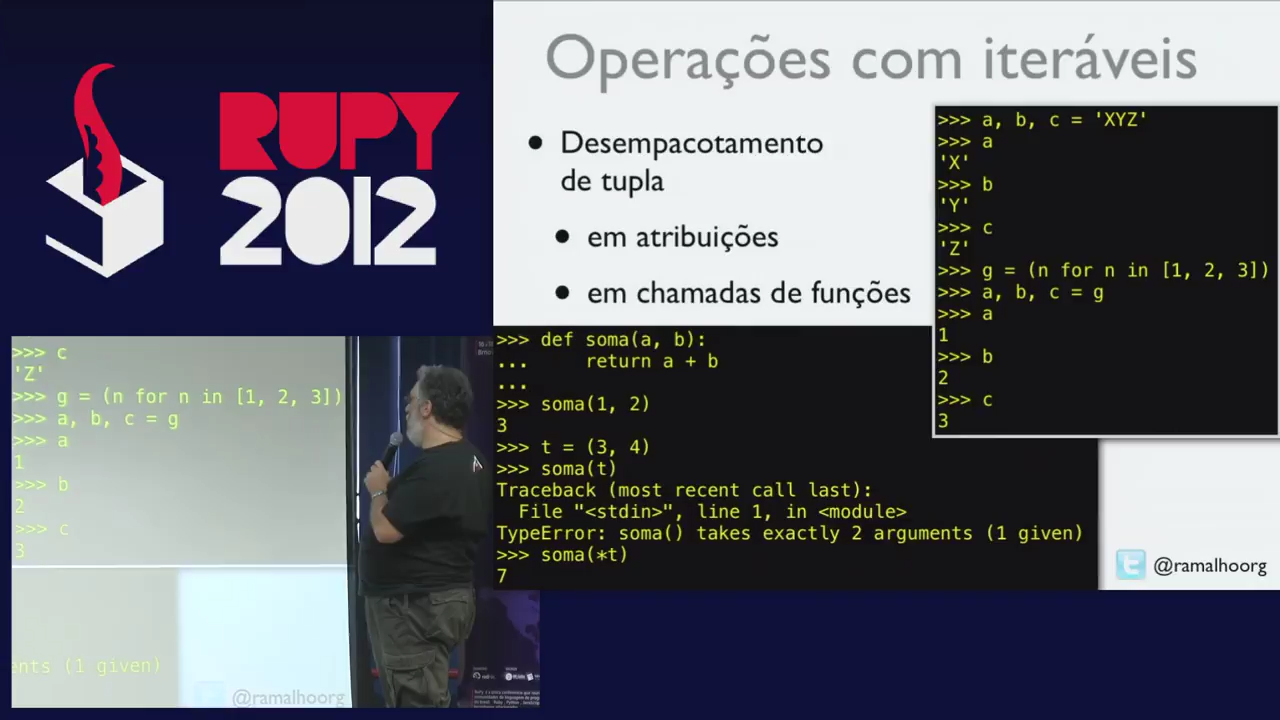 RUPY
2012
Operações com iteráveis
Desempacotamento
de tupla
em atribuições
em chamadas de funções
>>> a, b, c = 'XYZ'
>>> a
'X'
>>> b
'Y'
>>> c
'Z'
>>> g = (n for n in [1, 2, 3])
>>> a, b, c = g
>>> a
1
>>> b
2
>>> c
3
>>> def soma(a, b):
...     return a + b
...
>>> soma(1, 2)
3
>>> t = (3, 4)
>>> soma(t)
Traceback (most recent call last):
  File "<stdin>", line 1, in <module>
TypeError: soma() takes exactly 2 arguments (1 given)
>>> soma(*t)
7
@ramalhoorg
>>> c
'Z'
>>> g = (n for n in [1, 2, 3])
>>> a, b, c = g
>>> a
1
>>> b
2
>>> c
3
ents (1 given)
@ramalhoorg